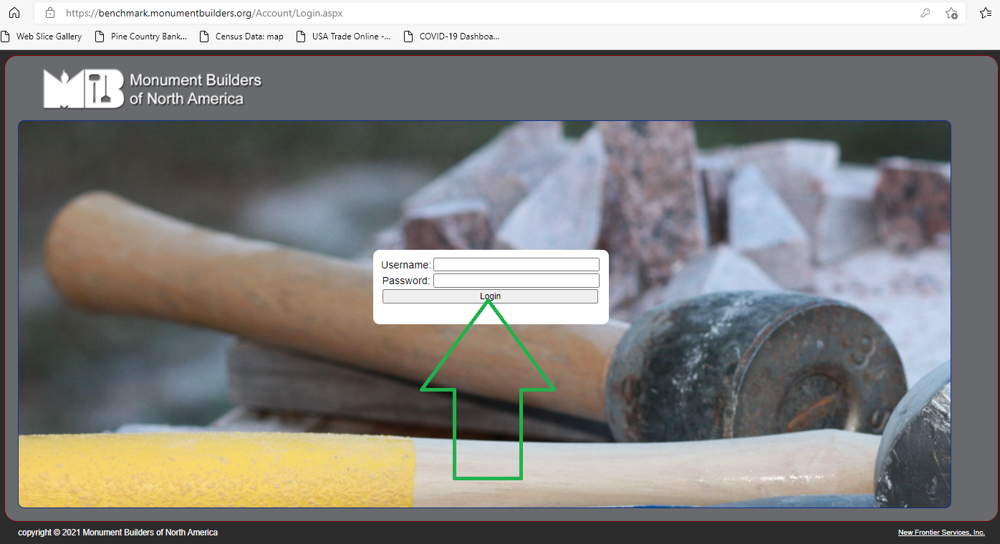 https://benchmark.monumentbuilders.org/Account/Login.aspx
Web Slice Gallery Pine Country Bank... Census Data: map USA Trade Online -... COVID-19 Dashboa...
MB Monument Builders
of North America
Username:
Password:
Login
copyright © 2021 Monument Builders of North America New Frontier Services, Inc.